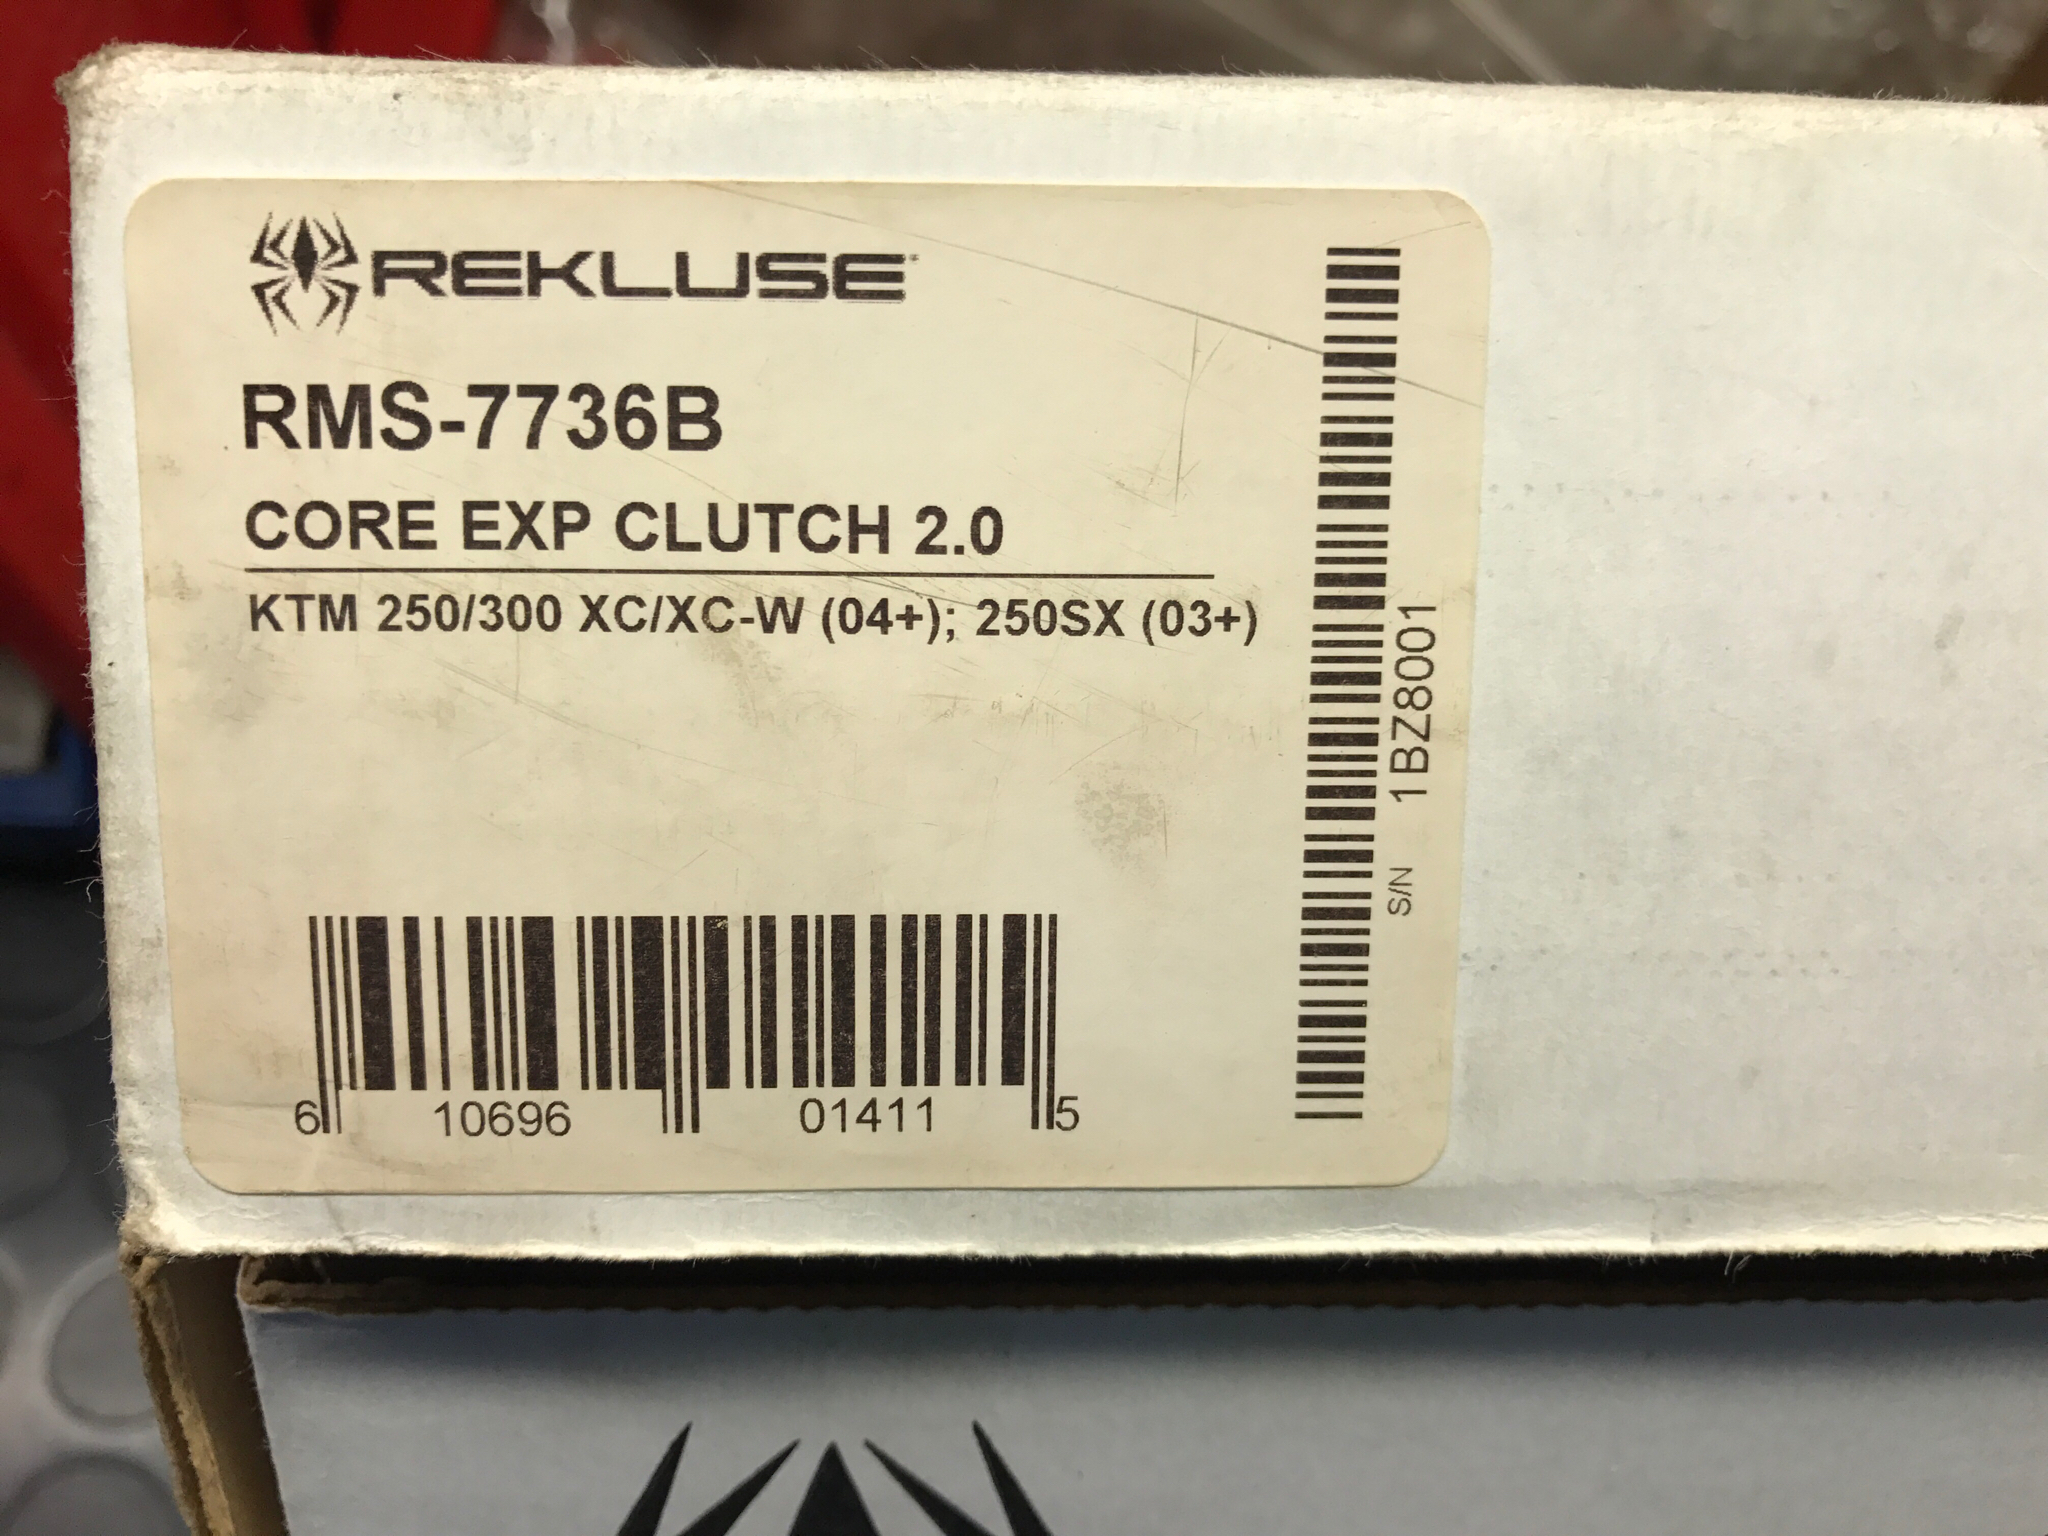 REKLUSE
RMS-7736B
CORE EXP CLUTCH 2.0
KTM 250/300 XC/XC-W (04+); 250SX (03+)
6 10696 01411 5
S/N 1BZ8001